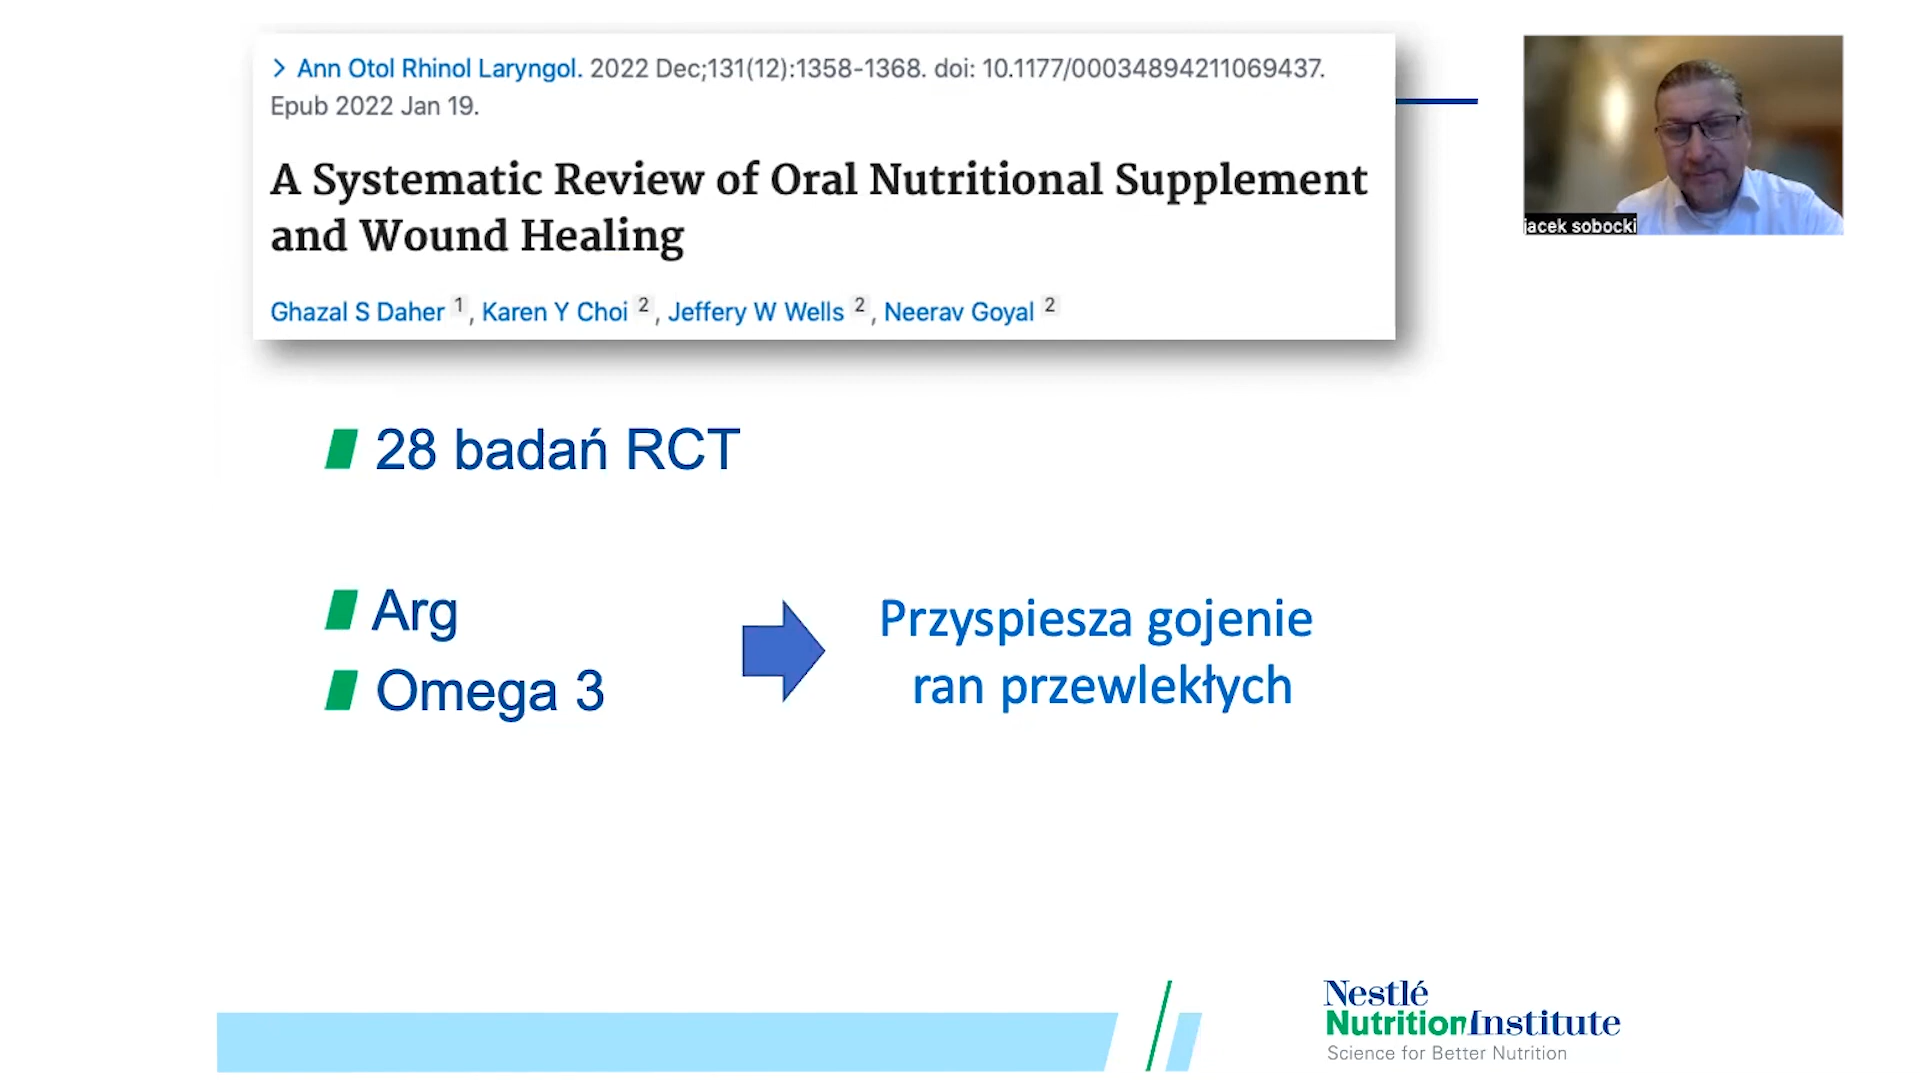 > Ann Otol Rhinol Laryngol. 2022 Dec;131(12):1358-1368. doi: 10.1177/00034894211069437.
Epub 2022 Jan 19.
A Systematic Review of Oral Nutritional Supplement
and Wound Healing
Ghazal S Daher 1, Karen Y Choi 2, Jeffery W Wells 2, Neerav Goyal 2
jacek sobocki
28 badań RCT
Arg
Omega 3
Przyspiesza gojenie
ran przewlekłych
Nestlé
NutritionInstitute
Science for Better Nutrition